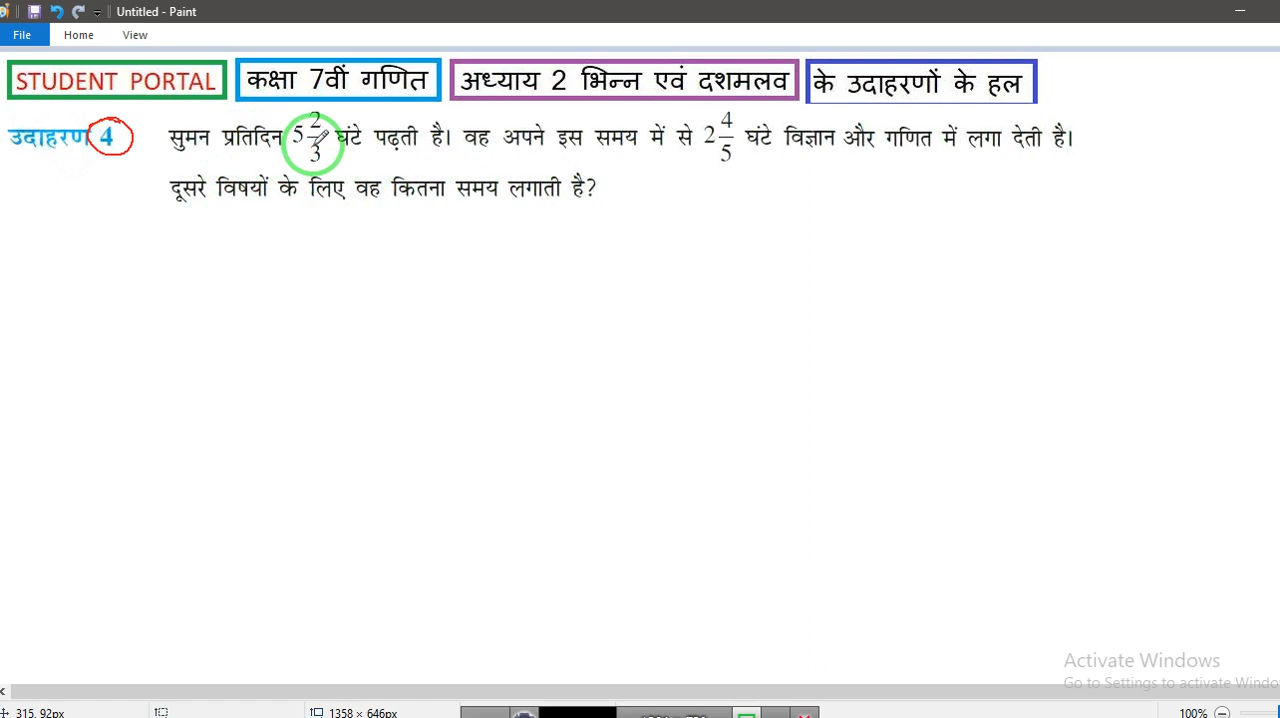 Untitled - Paint
File Home View
STUDENT PORTAL कक्षा 7वीं गणित अध्याय 2 भिन्न एवं दशमलव के उदाहरणों के हल
उदाहरण 4 सुमन प्रतिदिन 5 2/3 घंटे पढ़ती है। वह अपने इस समय में से 2 4/5 घंटे विज्ञान और गणित में लगा देती है।
दूसरे विषयों के लिए वह कितना समय लगाती है?
Activate Windows
Go to Settings to activate Windo
315, 92px 1358 × 646px 100%